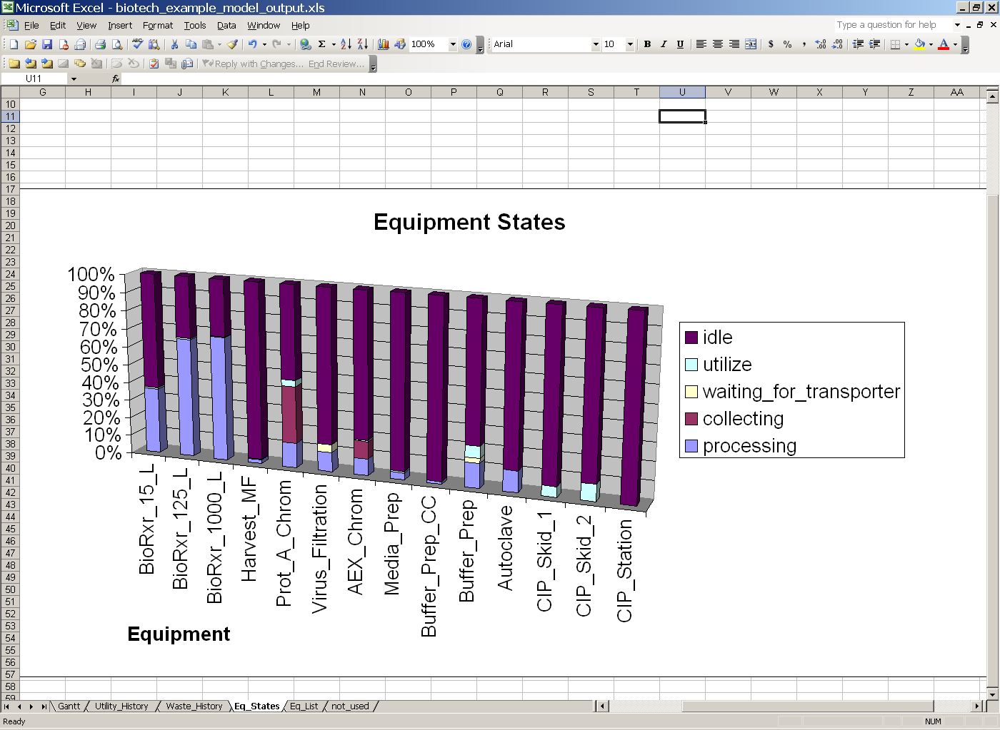 Microsoft Excel - biotech_example_model_output.xls
File Edit View Insert Format Tools Data Window Help Type a question for help
100% Arial 10 B I U $ % ,
Reply with Changes... End Review...
U11 fx
G H I J K L M N O P Q R S T U V W X Y Z AA
10
11
12
13
14
15
16
17
18
19
20
21
22
23
24
25
26
27
28
29
30
31
32
33
34
35
36
37
38
39
40
41
42
43
44
45
46
47
48
49
50
51
52
53
54
55
56
57
58
59
Equipment States
100%
90%
80%
70%
60%
50%
40%
30%
20%
10%
0%
BioRxr_15_L
BioRxr_125_L
BioRxr_1000_L
Harvest_MF
Prot_A_Chrom
Virus_Filtration
AEX_Chrom
Media_Prep
Buffer_Prep_CC
Buffer_Prep
Autoclave
CIP_Skid_1
CIP_Skid_2
CIP_Station
Equipment
idle
utilize
waiting_for_transporter
collecting
processing
Gantt Utility_History Waste_History Eq_States Eq_List not_used
Ready NUM